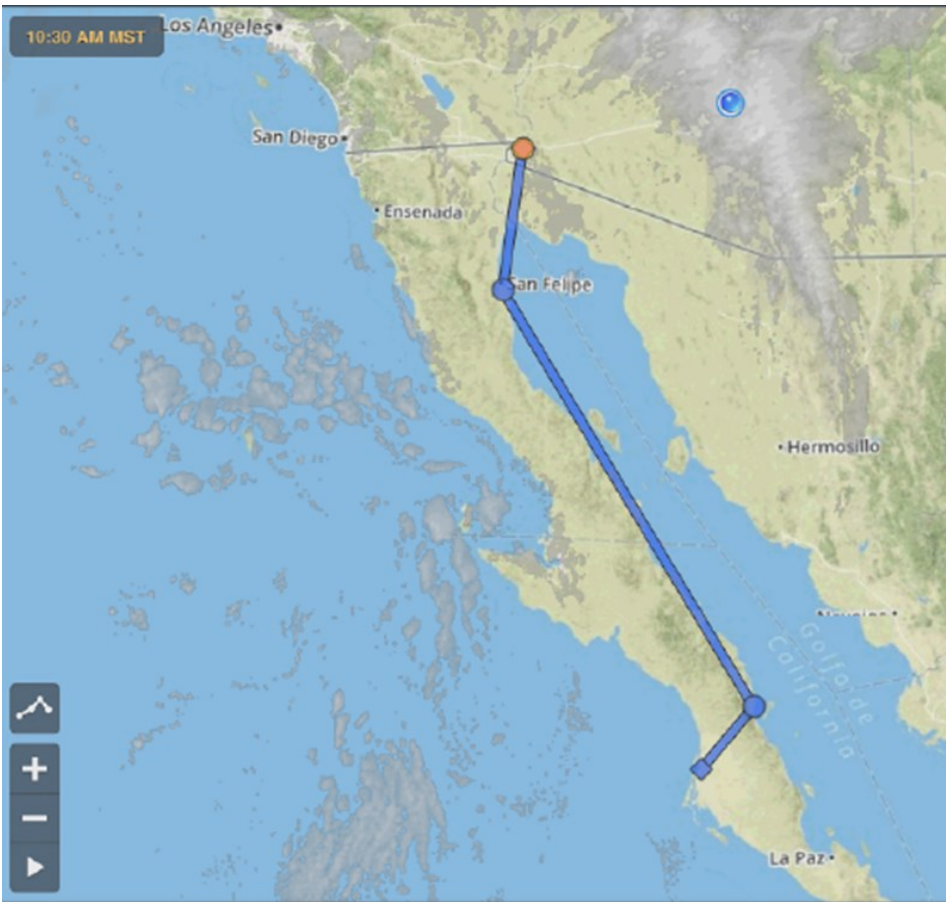 10:30 AM MST
Los Angeles
San Diego
Ensenada
San Felipe
Hermosillo
Golfo de
California
La Paz